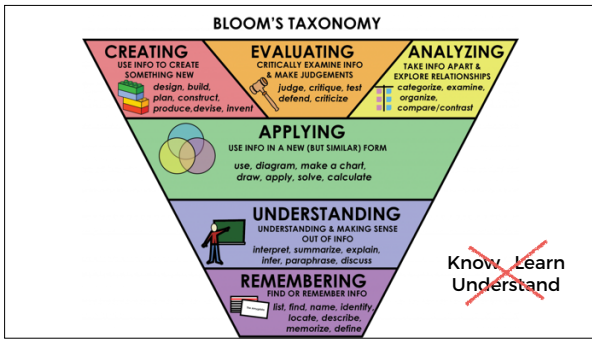 BLOOM'S TAXONOMY
CREATING
USE INFO TO CREATE
SOMETHING NEW
design, build,
plan, construct,
produce,devise, invent
EVALUATING
CRITICALLY EXAMINE INFO
& MAKE JUDGEMENTS
judge, critique, test
defend, criticize
ANALYZING
TAKE INFO APART &
EXPLORE RELATIONSHIPS
categorize, examine,
organize,
compare/contrast
APPLYING
USE INFO IN A NEW (BUT SIMILAR) FORM
use, diagram, make a chart,
draw, apply, solve, calculate
UNDERSTANDING
UNDERSTANDING & MAKING SENSE
OUT OF INFO
interpret, summarize, explain,
infer, paraphrase, discuss
REMEMBERING
FIND OR REMEMBER INFO
list, find, name, identify,
locate, describe,
memorize, define
Know Learn
Understand